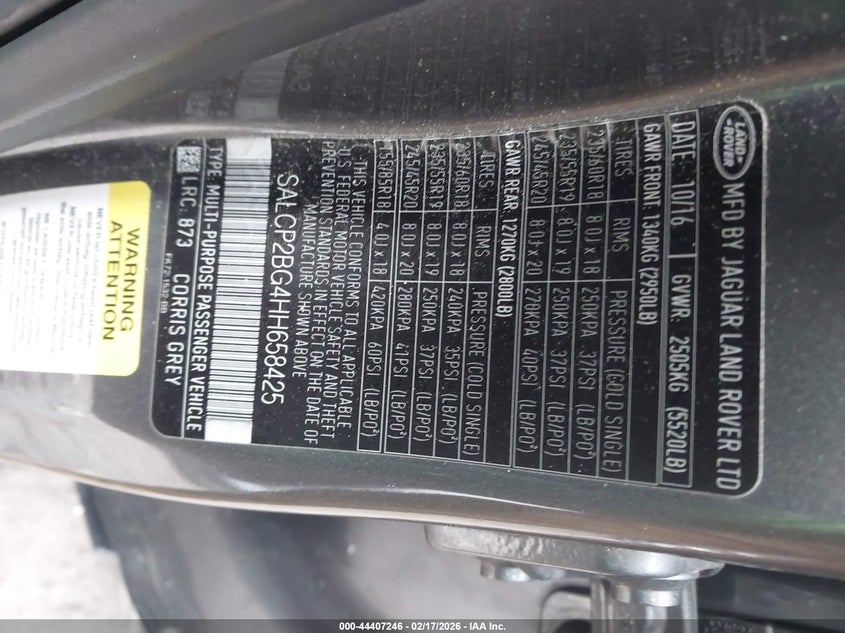 LAND
ROVER
MFD BY JAGUAR LAND ROVER LTD
DATE: 10/16 GVWR: 2505KG (5520LB)
GAWR FRONT 1340KG (2950LB)
TIRES RIMS PRESSURE (COLD SINGLE)
235/60R18 8.0J x 18 250KPA 37PSI (LB/PO²)
235/55R19 8.0J x 19 250KPA 37PSI (LB/PO²)
245/45R20 8.0J x 20 270KPA 40PSI (LB/PO²)
GAWR REAR 1270KG (2800LB)
TIRES RIMS PRESSURE (COLD SINGLE)
235/60R18 8.0J x 18 240KPA 35PSI (LB/PO²)
235/55R19 8.0J x 19 250KPA 37PSI (LB/PO²)
245/45R20 8.0J x 20 280KPA 41PSI (LB/PO²)
155/85R18 4.0J x 18 420KPA 60PSI (LB/PO²)
THIS VEHICLE CONFORMS TO ALL APPLICABLE
U.S. FEDERAL MOTOR VEHICLE SAFETY AND THEFT
PREVENTION STANDARDS IN EFFECT ON THE DATE OF
MANUFACTURE SHOWN ABOVE
SALCP2BG4HH658425
TYPE: MULTI-PURPOSE PASSENGER VEHICLE
LRC: 873 CORRIS GREY
WARNING
ATTENTION
000-44407246 - 02/17/2026 - IAA Inc.